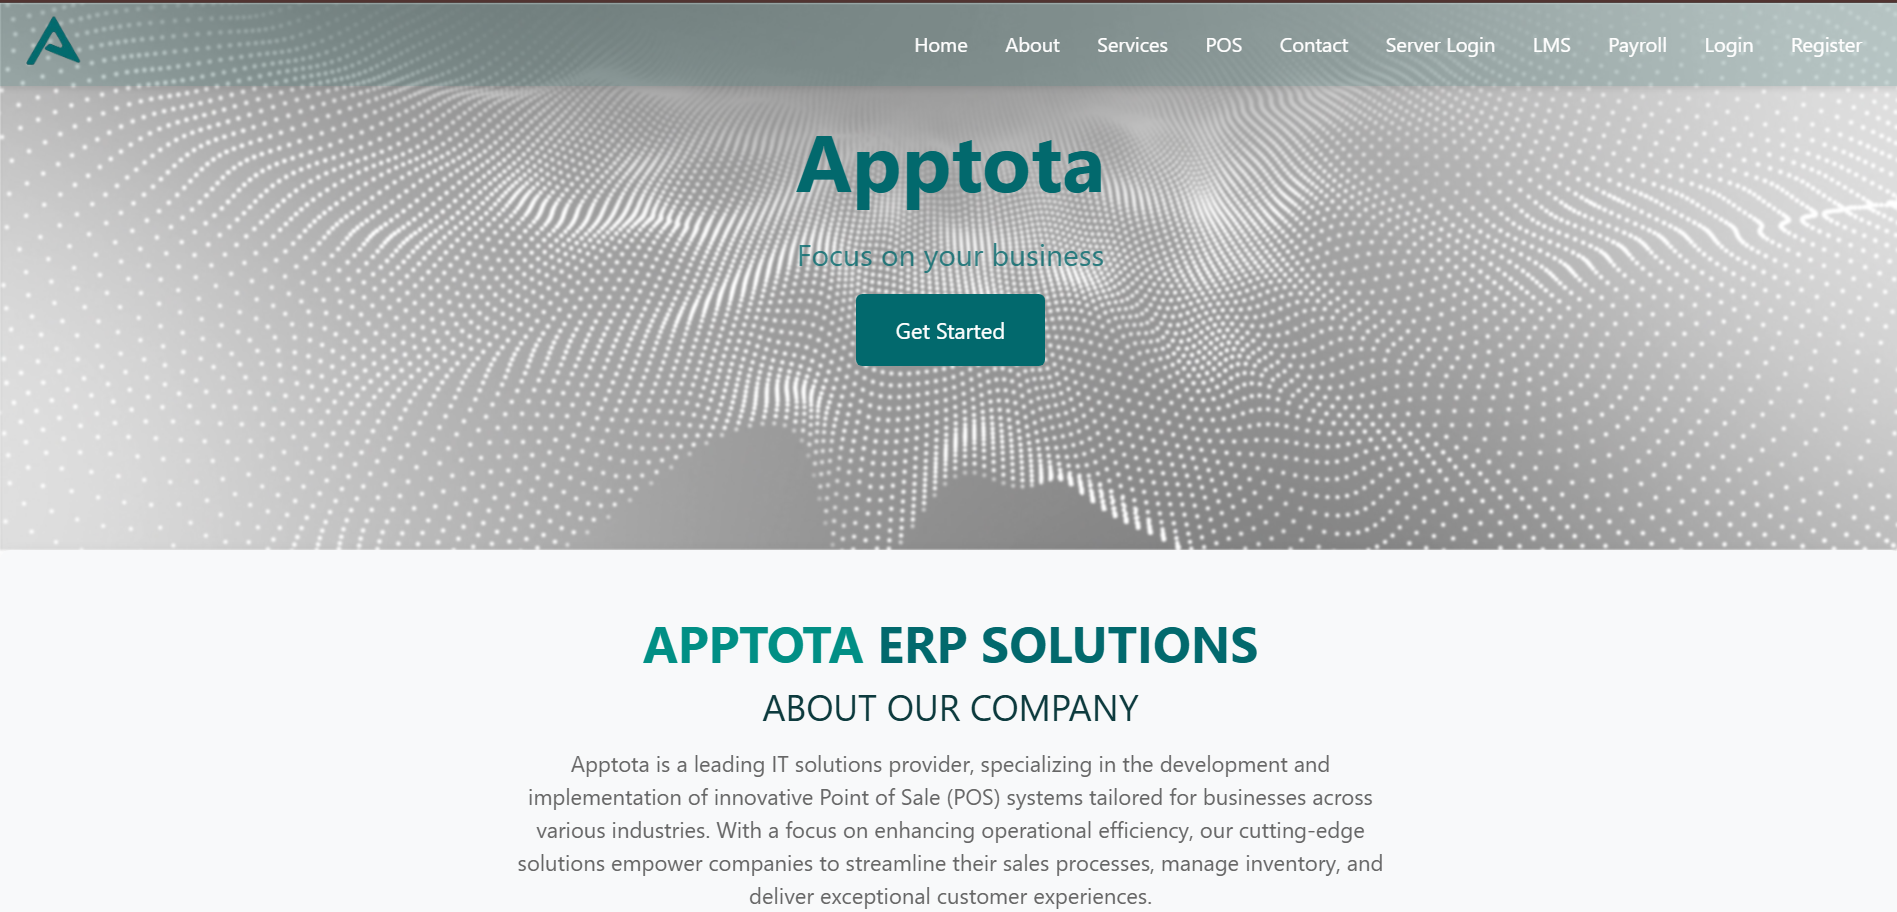 Home About Services POS Contact Server Login LMS Payroll Login Register
Apptota
Focus on your business
Get Started
APPTOTA ERP SOLUTIONS
ABOUT OUR COMPANY
Apptota is a leading IT solutions provider, specializing in the development and
implementation of innovative Point of Sale (POS) systems tailored for businesses across
various industries. With a focus on enhancing operational efficiency, our cutting-edge
solutions empower companies to streamline their sales processes, manage inventory, and
deliver exceptional customer experiences.